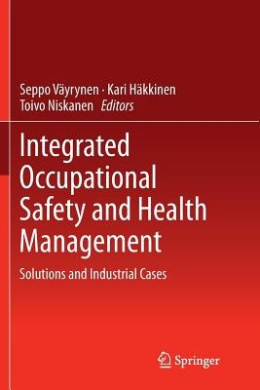 Seppo Väyrynen · Kari Häkkinen
Toivo Niskanen Editors
Integrated
Occupational
Safety and Health
Management
Solutions and Industrial Cases
Springer